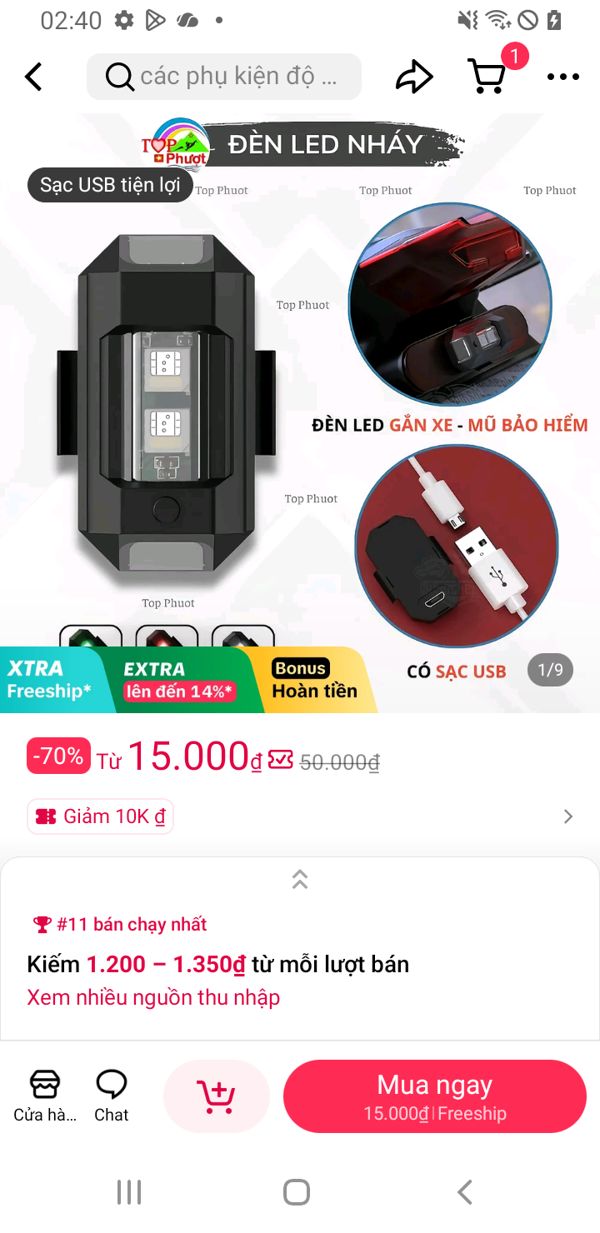 02:40
các phụ kiện độ ...
1
TOP
Phượt
ĐÈN LED NHÁY
Sạc USB tiện lợi
Top Phuot
Top Phuot
Top Phuot
Top Phuot
ĐÈN LED GẮN XE - MŨ BẢO HIỂM
Top Phuot
Top Phuot
XTRA
Freeship*
EXTRA
lên đến 14%*
Bonus
Hoàn tiền
CÓ SẠC USB
1/9
-70% Từ 15.000₫ 50.000₫
Giảm 10K ₫
#11 bán chạy nhất
Kiếm 1.200 – 1.350₫ từ mỗi lượt bán
Xem nhiều nguồn thu nhập
Cửa hà...
Chat
Mua ngay
15.000₫ | Freeship